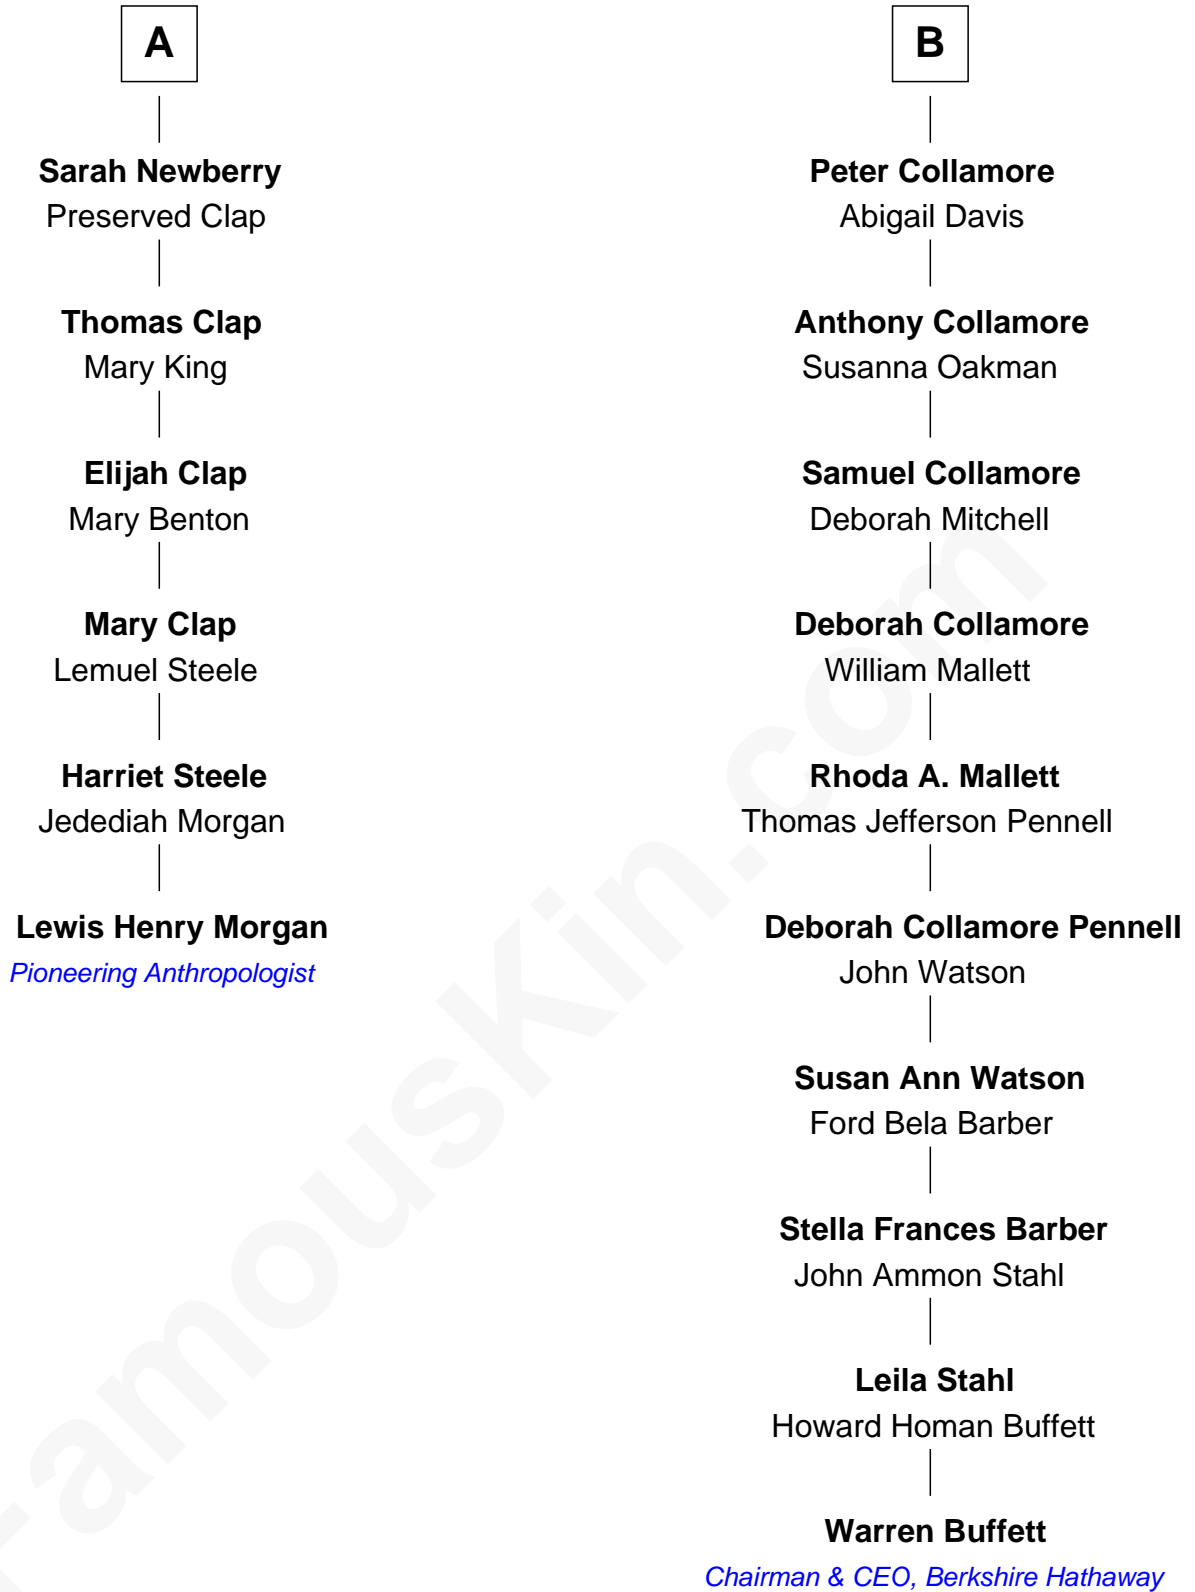 A
Sarah Newberry
Preserved Clap
Thomas Clap
Mary King
Elijah Clap
Mary Benton
Mary Clap
Lemuel Steele
Harriet Steele
Jedediah Morgan
Lewis Henry Morgan
Pioneering Anthropologist
B
Peter Collamore
Abigail Davis
Anthony Collamore
Susanna Oakman
Samuel Collamore
Deborah Mitchell
Deborah Collamore
William Mallett
Rhoda A. Mallett
Thomas Jefferson Pennell
Deborah Collamore Pennell
John Watson
Susan Ann Watson
Ford Bela Barber
Stella Frances Barber
John Ammon Stahl
Leila Stahl
Howard Homan Buffett
Warren Buffett
Chairman & CEO, Berkshire Hathaway
FamousKin.com